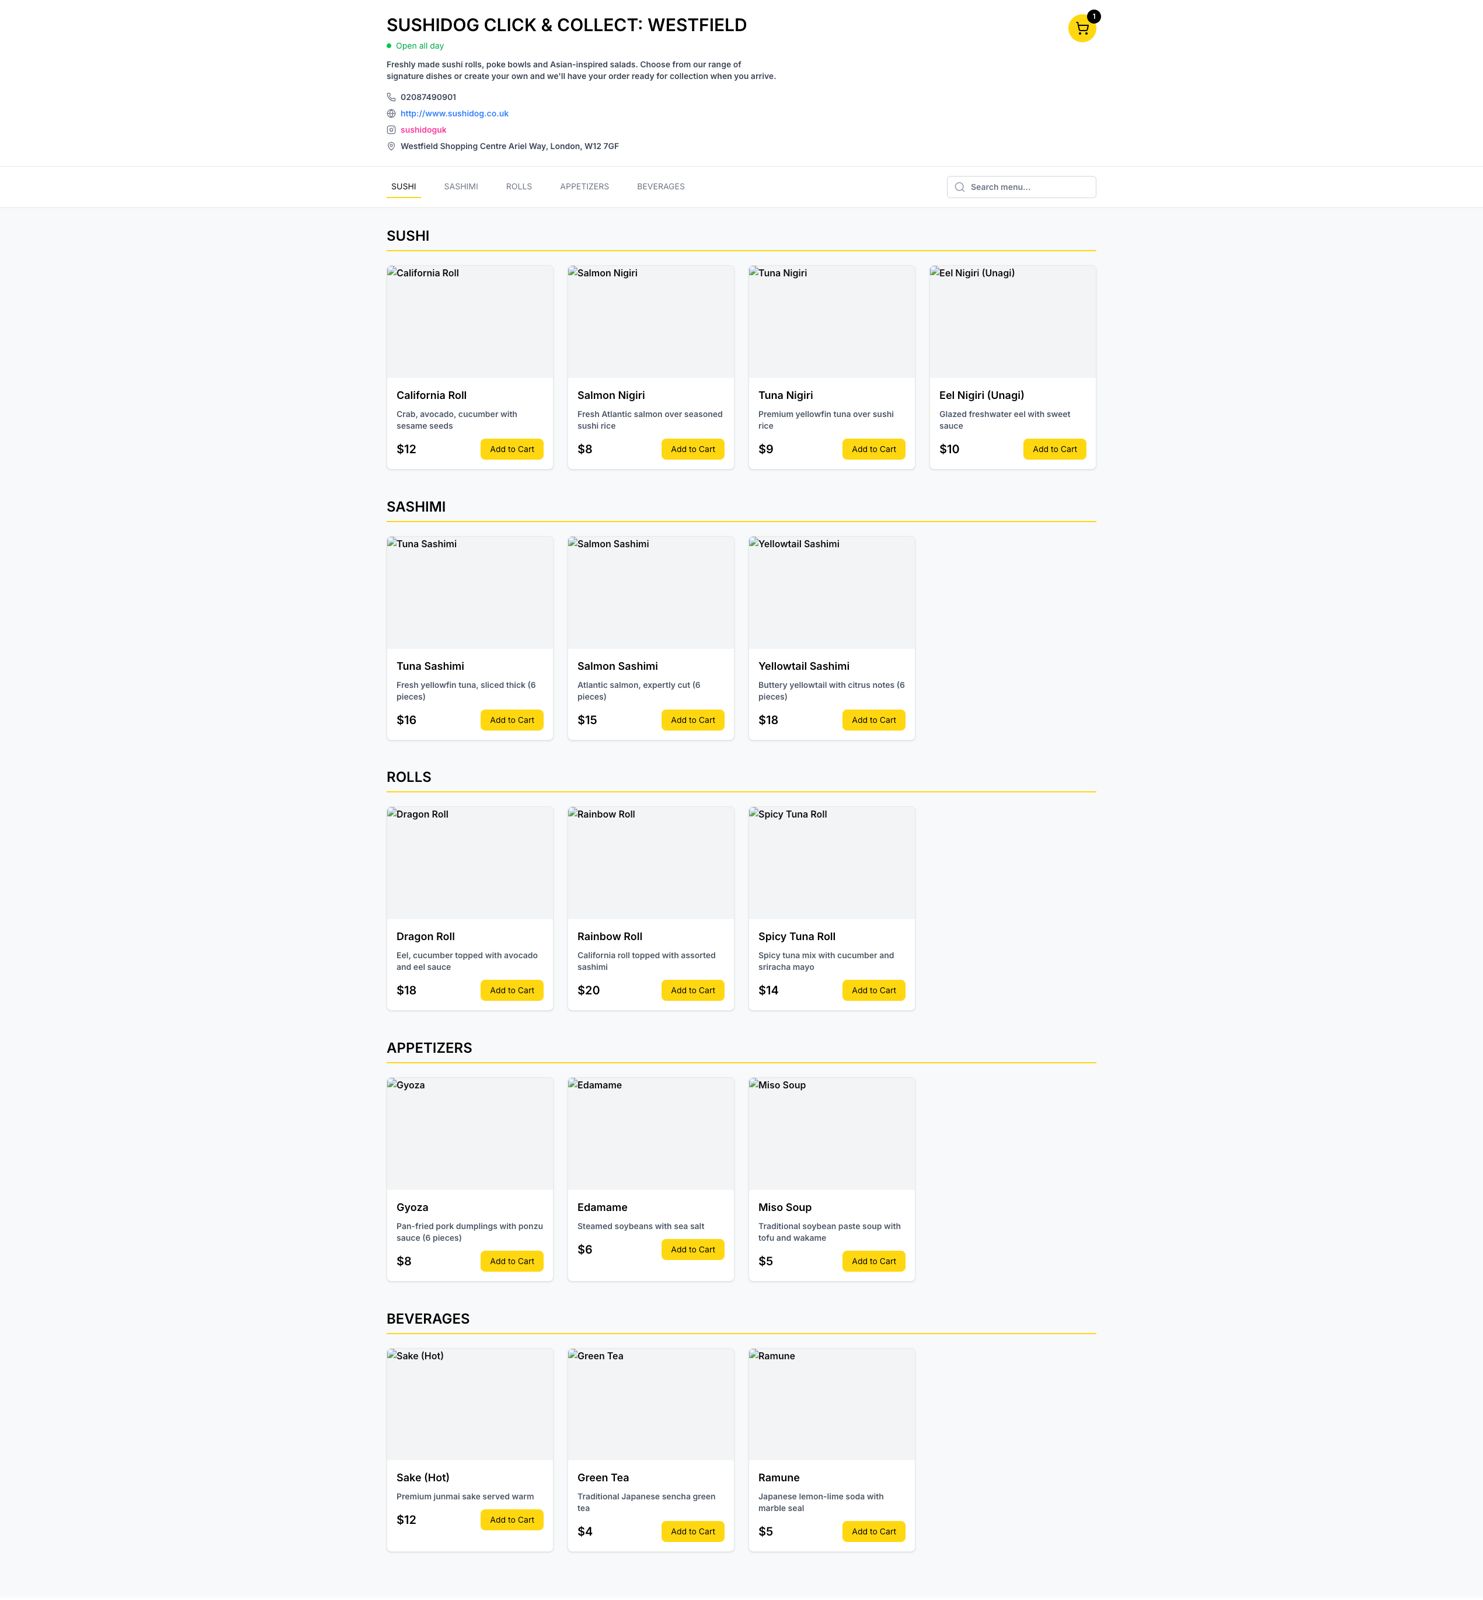 SUSHIDOG CLICK & COLLECT: WESTFIELD
1
Open all day
Freshly made sushi rolls, poke bowls and Asian-inspired salads. Choose from our range of
signature dishes or create your own and we'll have your order ready for collection when you arrive.
02087490901
http://www.sushidog.co.uk
sushidoguk
Westfield Shopping Centre Ariel Way, London, W12 7GF
SUSHI SASHIMI ROLLS APPETIZERS BEVERAGES
Search menu...
SUSHI
California Roll
California Roll
Crab, avocado, cucumber with
sesame seeds
$12 Add to Cart
Salmon Nigiri
Salmon Nigiri
Fresh Atlantic salmon over seasoned
sushi rice
$8 Add to Cart
Tuna Nigiri
Tuna Nigiri
Premium yellowfin tuna over sushi
rice
$9 Add to Cart
Eel Nigiri (Unagi)
Eel Nigiri (Unagi)
Glazed freshwater eel with sweet
sauce
$10 Add to Cart
SASHIMI
Tuna Sashimi
Tuna Sashimi
Fresh yellowfin tuna, sliced thick (6
pieces)
$16 Add to Cart
Salmon Sashimi
Salmon Sashimi
Atlantic salmon, expertly cut (6
pieces)
$15 Add to Cart
Yellowtail Sashimi
Yellowtail Sashimi
Buttery yellowtail with citrus notes (6
pieces)
$18 Add to Cart
ROLLS
Dragon Roll
Dragon Roll
Eel, cucumber topped with avocado
and eel sauce
$18 Add to Cart
Rainbow Roll
Rainbow Roll
California roll topped with assorted
sashimi
$20 Add to Cart
Spicy Tuna Roll
Spicy Tuna Roll
Spicy tuna mix with cucumber and
sriracha mayo
$14 Add to Cart
APPETIZERS
Gyoza
Gyoza
Pan-fried pork dumplings with ponzu
sauce (6 pieces)
$8 Add to Cart
Edamame
Edamame
Steamed soybeans with sea salt
$6 Add to Cart
Miso Soup
Miso Soup
Traditional soybean paste soup with
tofu and wakame
$5 Add to Cart
BEVERAGES
Sake (Hot)
Sake (Hot)
Premium junmai sake served warm
$12 Add to Cart
Green Tea
Green Tea
Traditional Japanese sencha green
tea
$4 Add to Cart
Ramune
Ramune
Japanese lemon-lime soda with
marble seal
$5 Add to Cart